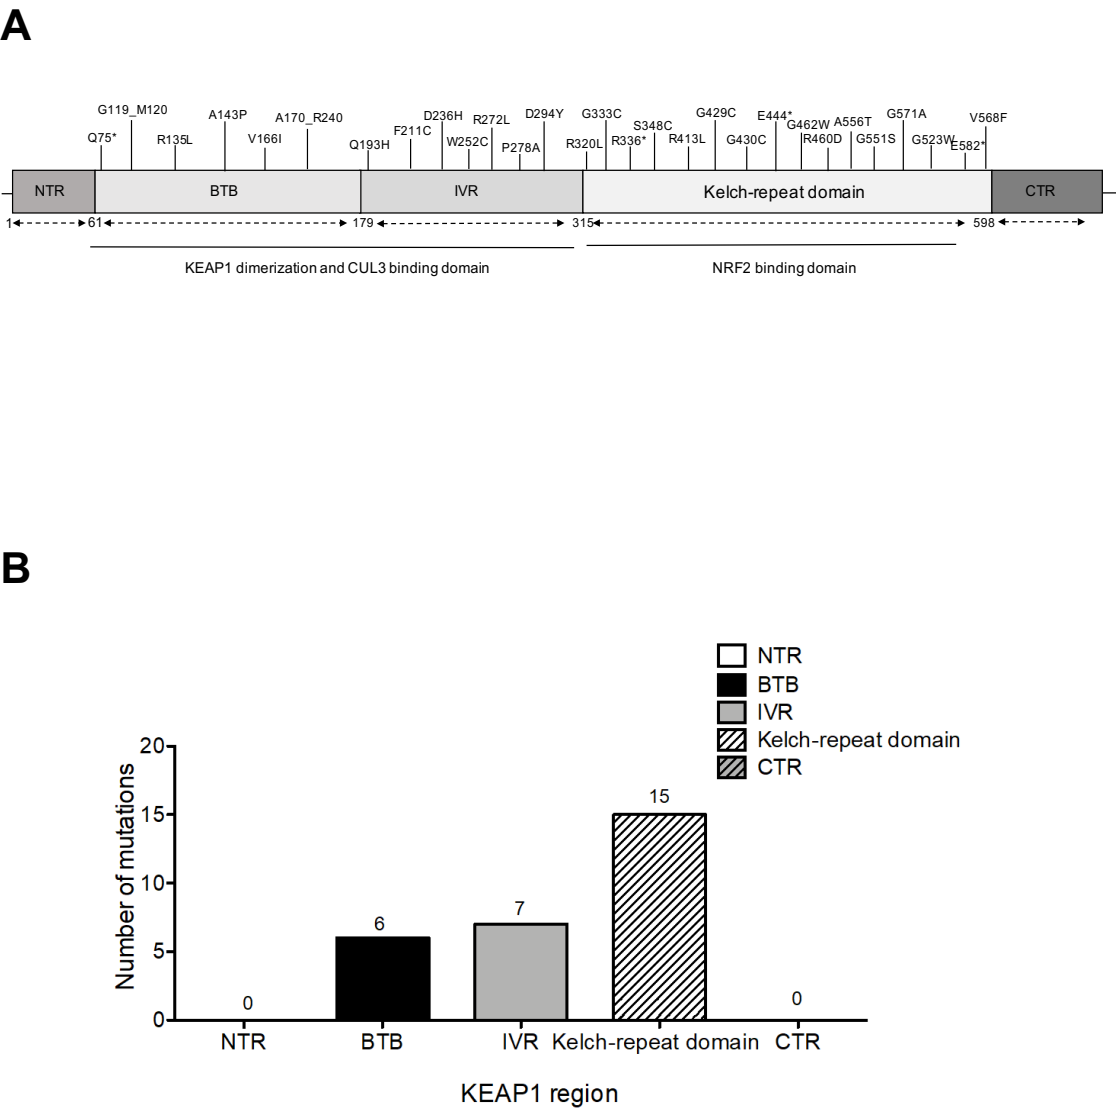 A
G119_M120 A143P A170_R240 D236H R272L D294Y G333C G429C E444* A556T G571A V568F
Q75* R135L V166I Q193H F211C W252C P278A R320L R336* S348C R413L G430C G462W R460D G551S G523W E582*
NTR BTB IVR Kelch-repeat domain CTR
1 61 179 315 598
KEAP1 dimerization and CUL3 binding domain NRF2 binding domain
B
NTR
BTB
IVR
Kelch-repeat domain
CTR
Number of mutations
20
15
10
5
0
0 6 7 15 0
NTR BTB IVR Kelch-repeat domain CTR
KEAP1 region